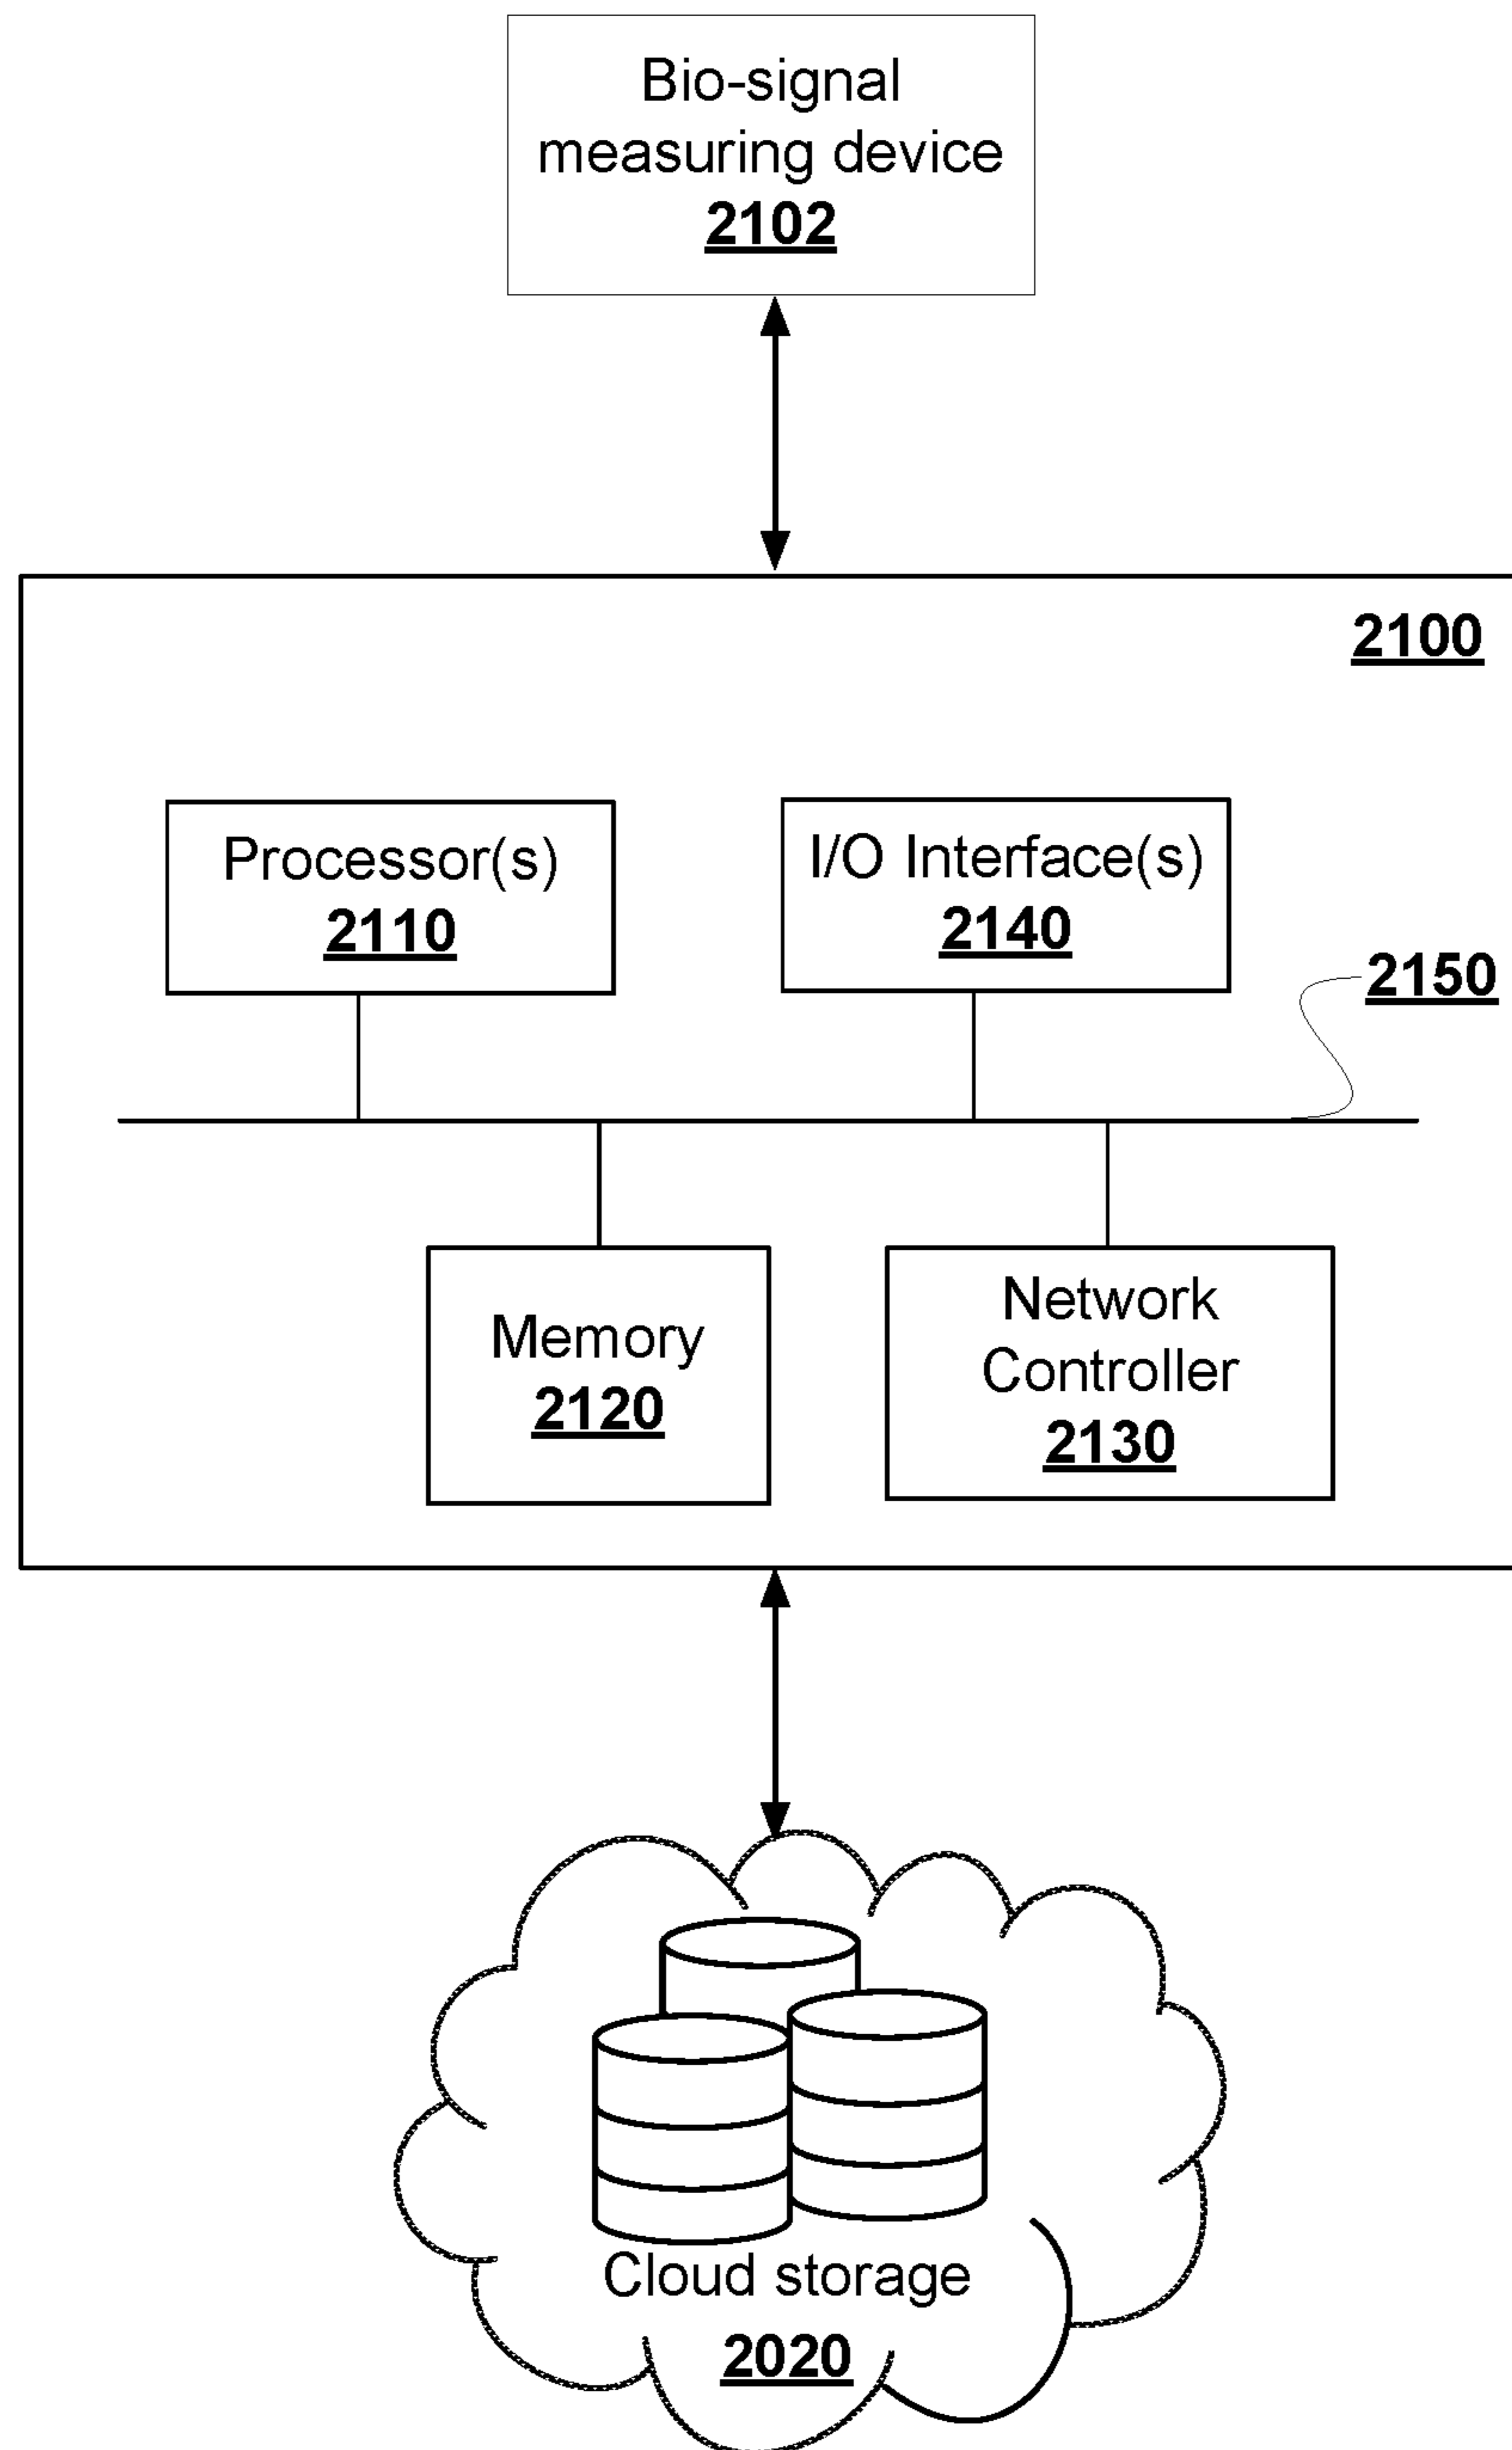 Bio-signal
measuring device
2102
2100
Processor(s)
2110
I/O Interface(s)
2140
2150
Memory
2120
Network
Controller
2130
Cloud storage
2020